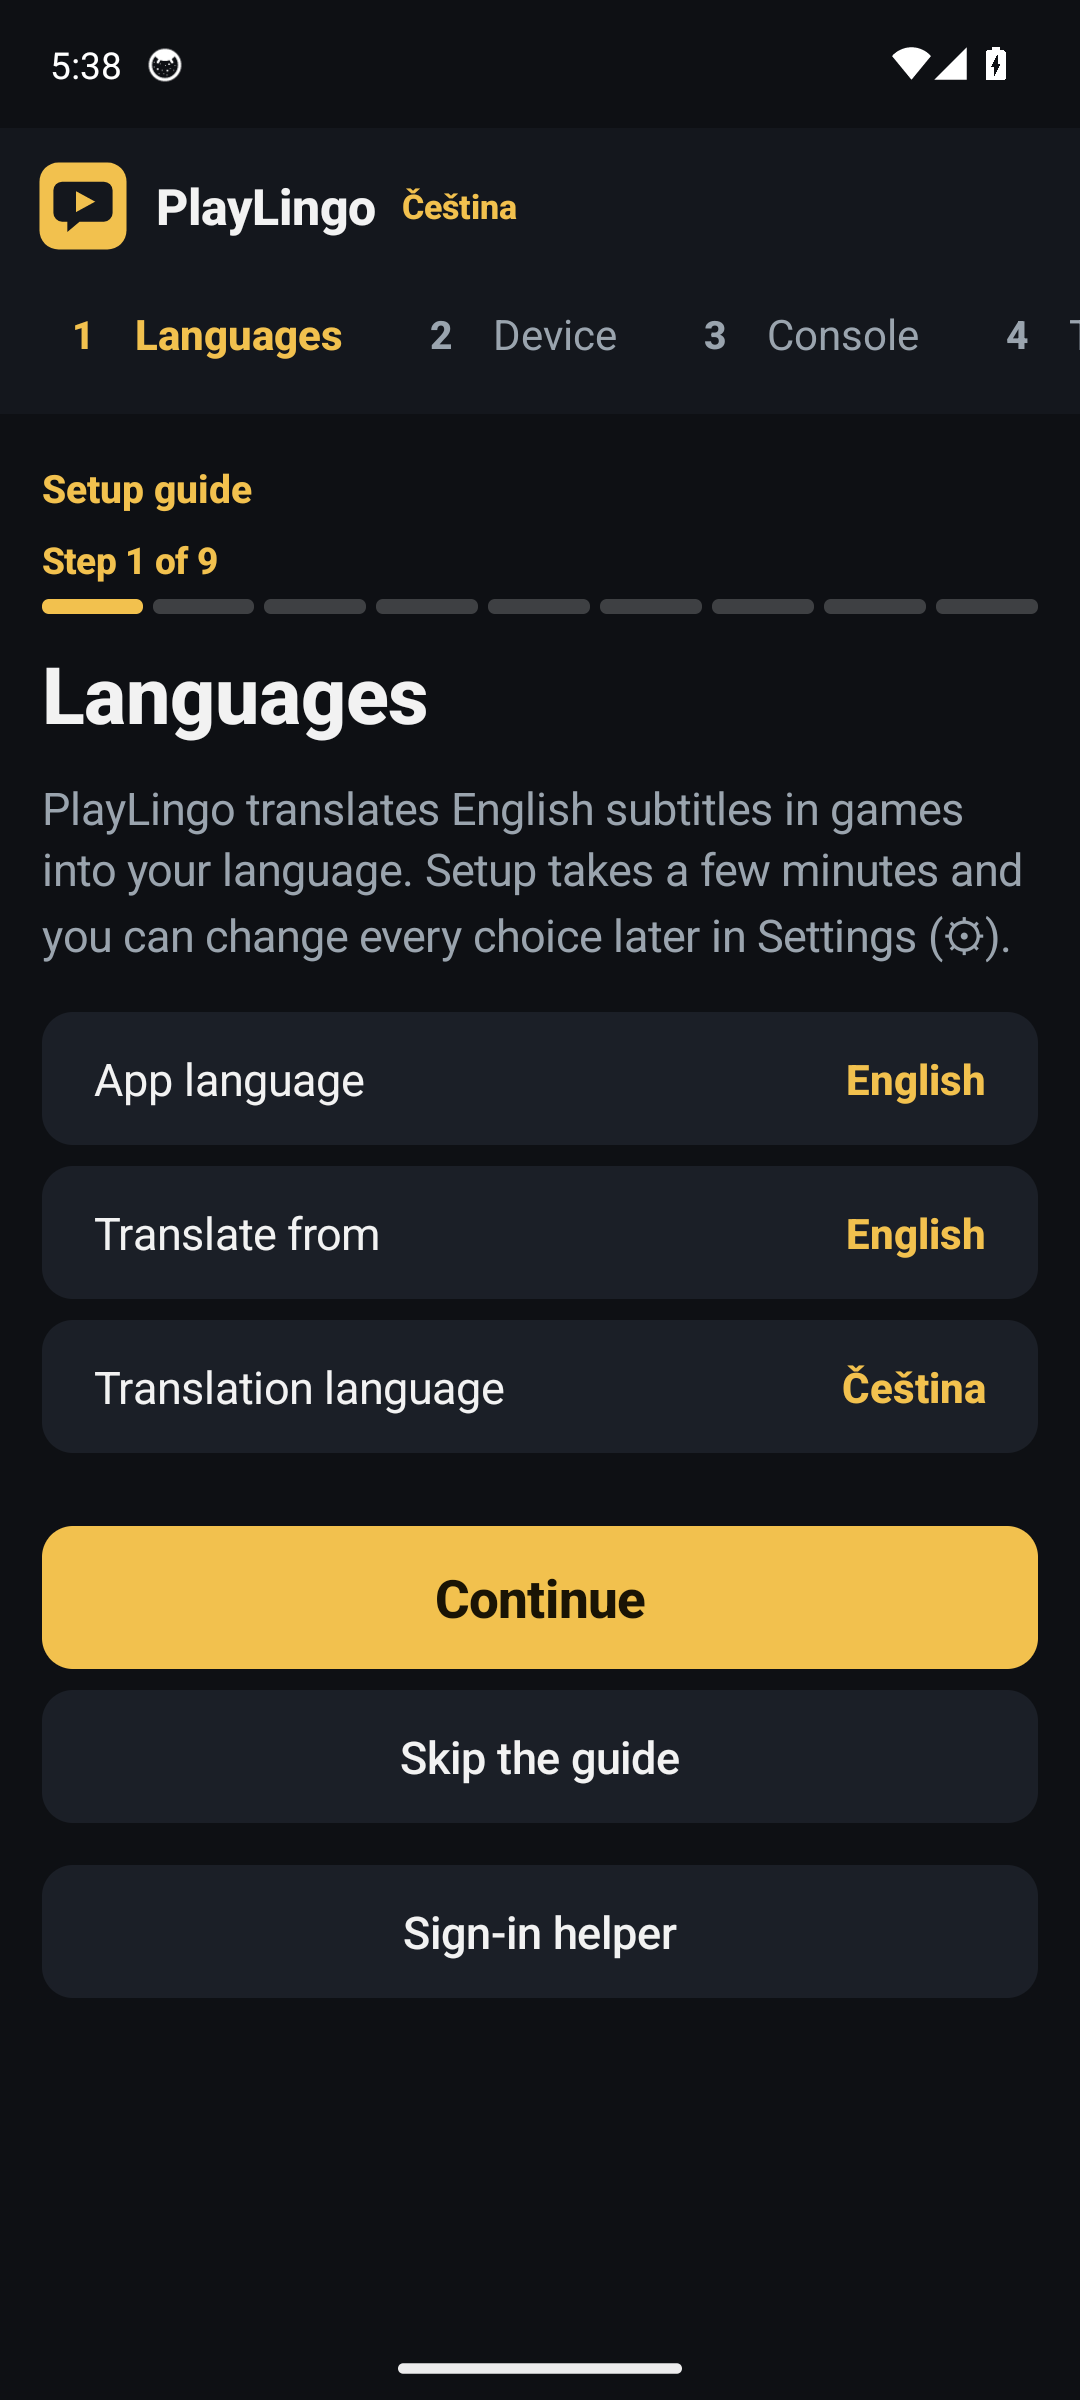 5:38
PlayLingo Čeština
1 Languages 2 Device 3 Console 4
Setup guide
Step 1 of 9
Languages
PlayLingo translates English subtitles in games
into your language. Setup takes a few minutes and
you can change every choice later in Settings (⚙).
App language English
Translate from English
Translation language Čeština
Continue
Skip the guide
Sign-in helper